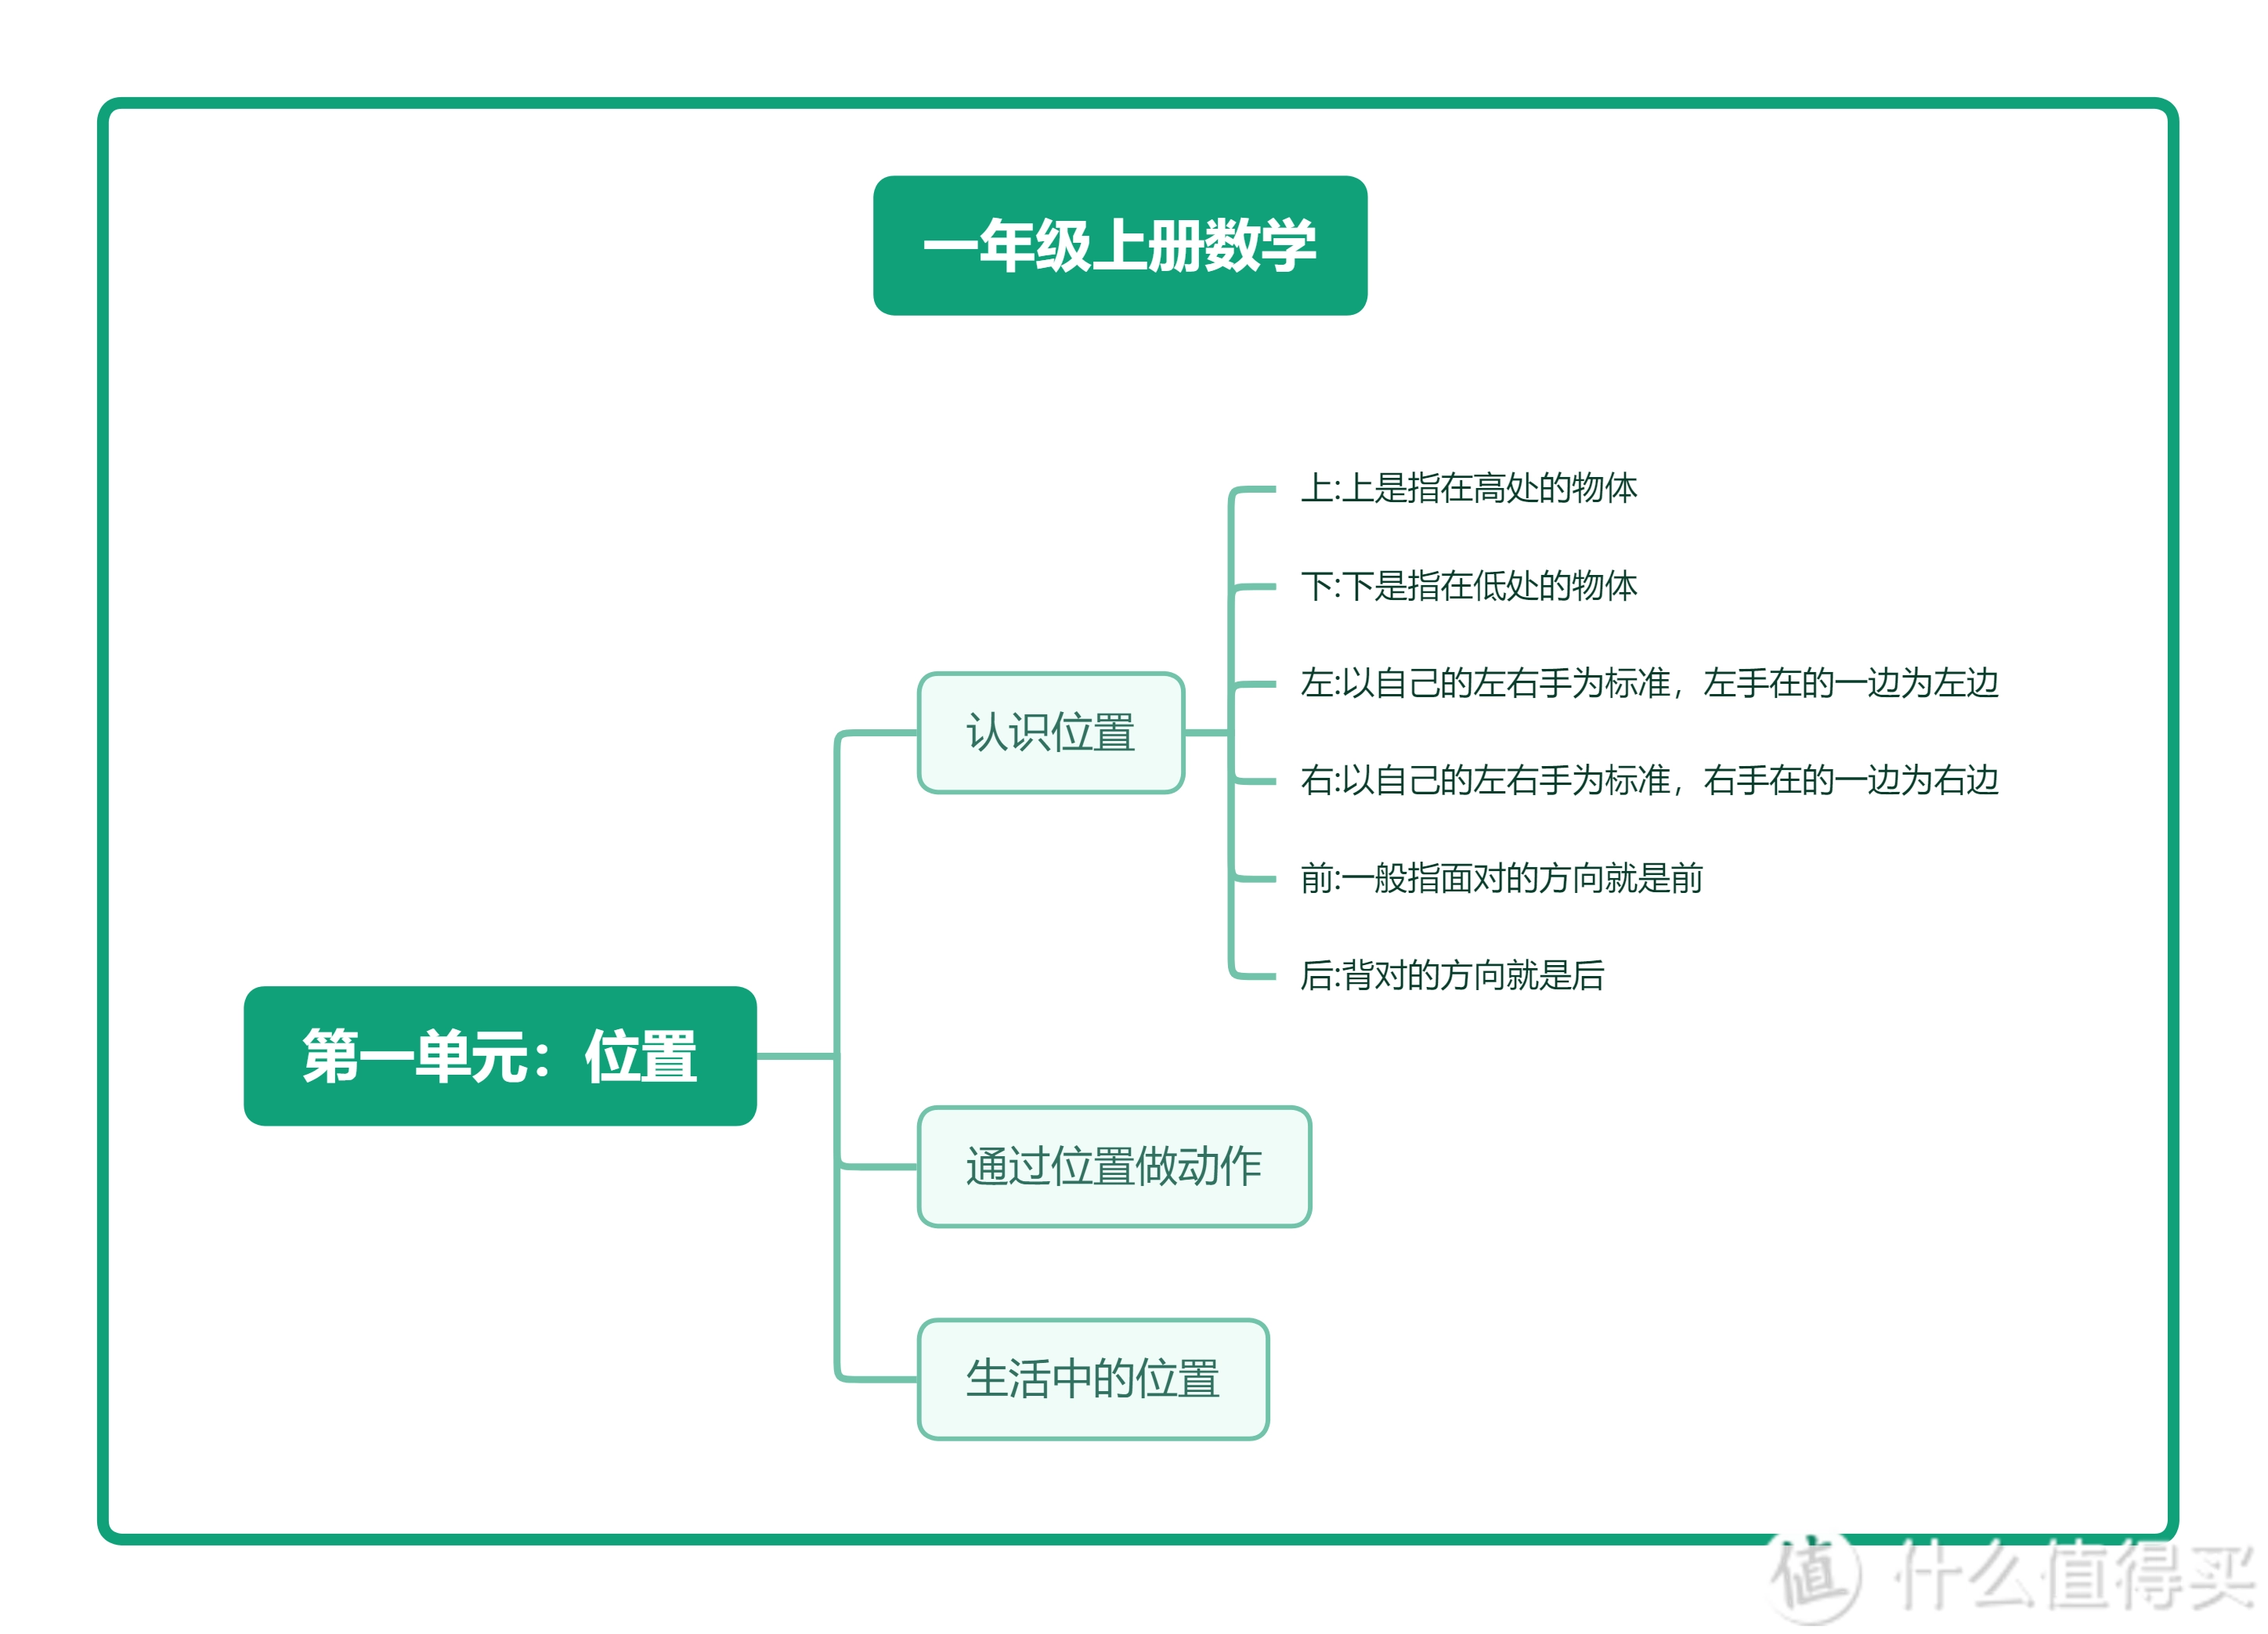 一年级上册数学
上:上是指在高处的物体
下:下是指在低处的物体
左:以自己的左右手为标准，左手在的一边为左边
认识位置
右:以自己的左右手为标准，右手在的一边为右边
前:一般指面对的方向就是前
后:背对的方向就是后
第一单元：位置
通过位置做动作
生活中的位置
值 什么值得买